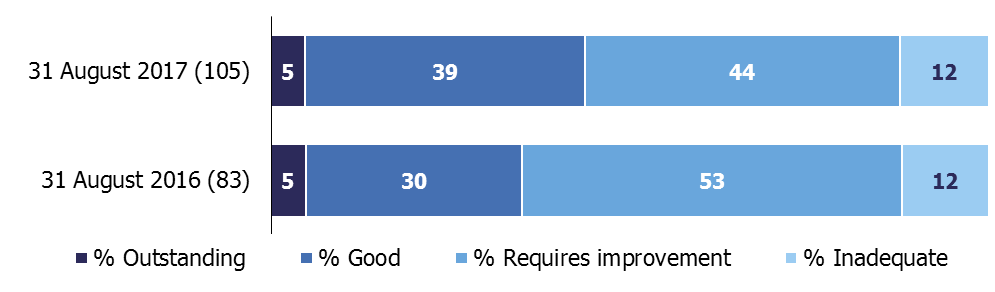 31 August 2017 (105) 5 39 44 12
31 August 2016 (83) 5 30 53 12
% Outstanding % Good % Requires improvement % Inadequate